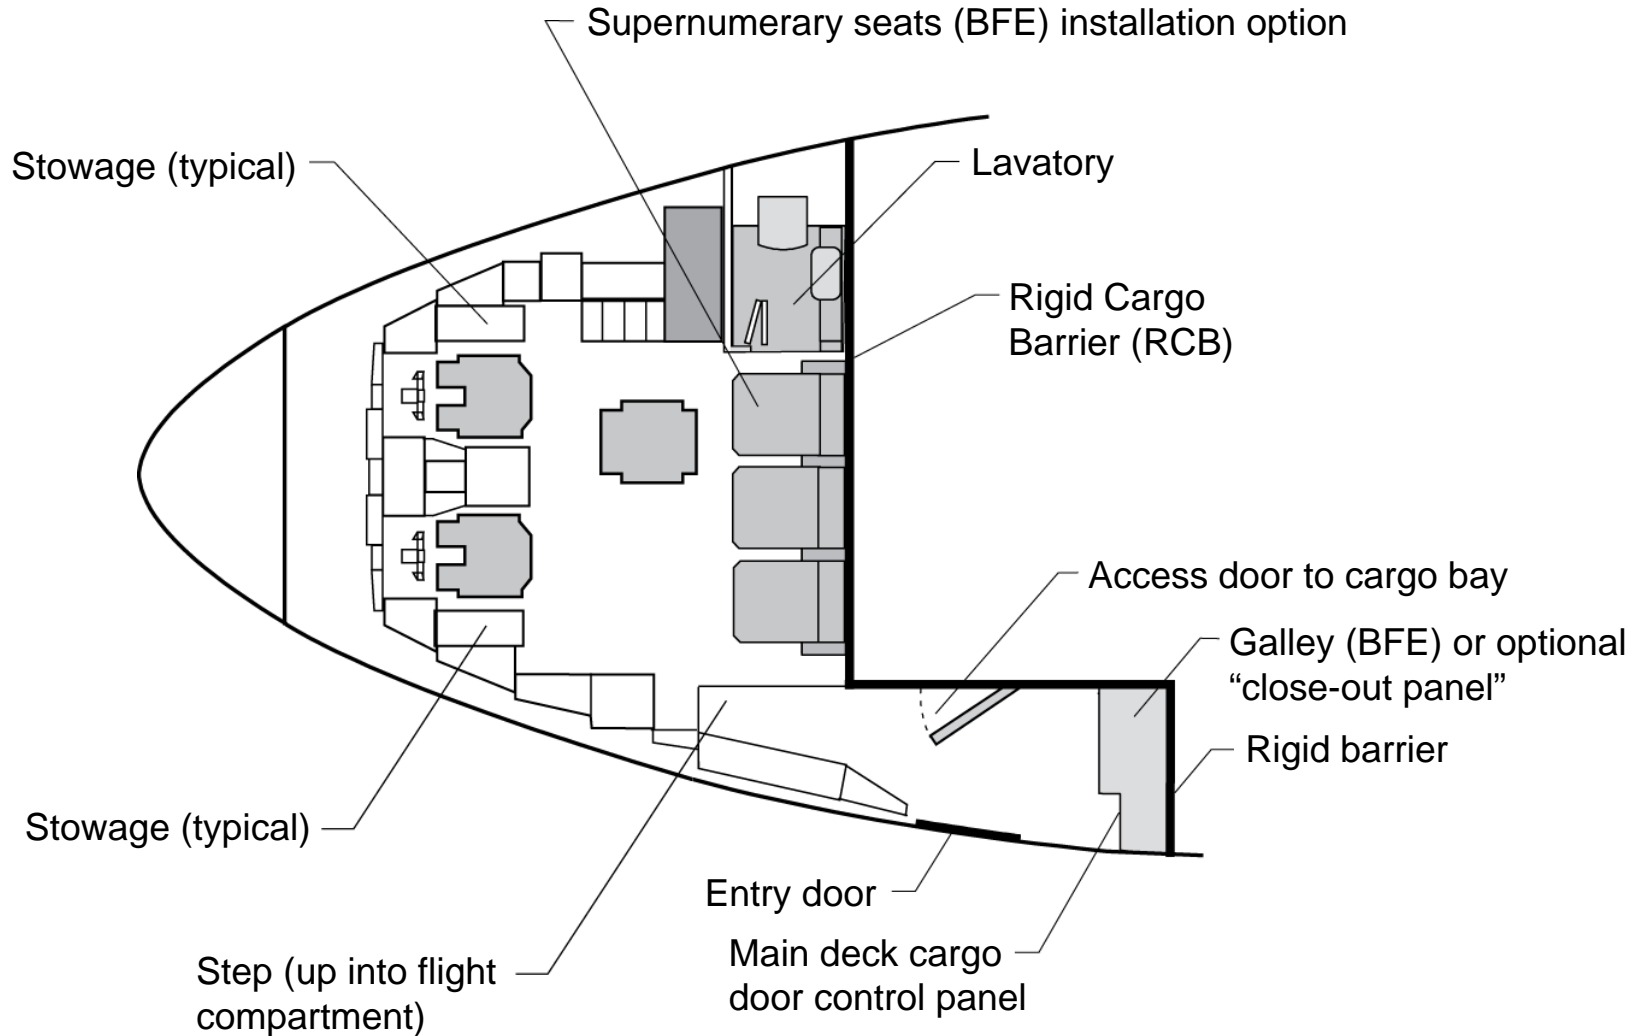 Supernumerary seats (BFE) installation option
Stowage (typical)
Lavatory
Rigid Cargo
Barrier (RCB)
Access door to cargo bay
Galley (BFE) or optional
“close-out panel”
Rigid barrier
Stowage (typical)
Entry door
Main deck cargo
door control panel
Step (up into flight
compartment)